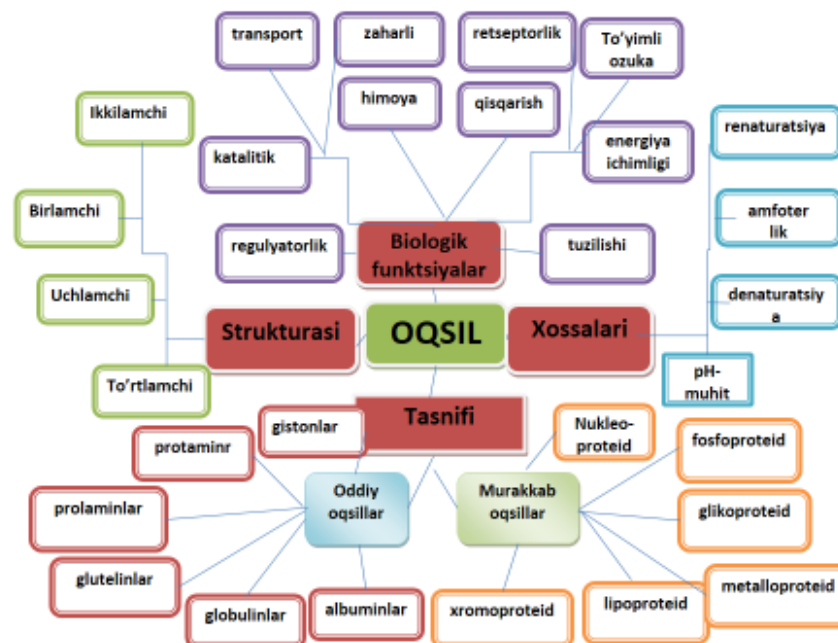 transport
zaharli
retseptorlik
To'yimli
ozuka
himoya
qisqarish
Ikkilamchi
katalitik
energiya
ichimligi
renaturatsiya
Birlamchi
amfoter
lik
regulyatorlik
Biologik
funktsiyalar
tuzilishi
Uchlamchi
denaturatsiy
a
Strukturasi
OQSIL
Xossalari
To'rtlamchi
pH-
muhit
Tasnifi
gistonlar
Nukleo-
proteid
protaminr
fosfoproteid
Oddiy
oqsillar
Murakkab
oqsillar
prolaminlar
glikoproteid
glutelinlar
metalloproteid
globulinlar
albuminlar
xromoproteid
lipoproteid